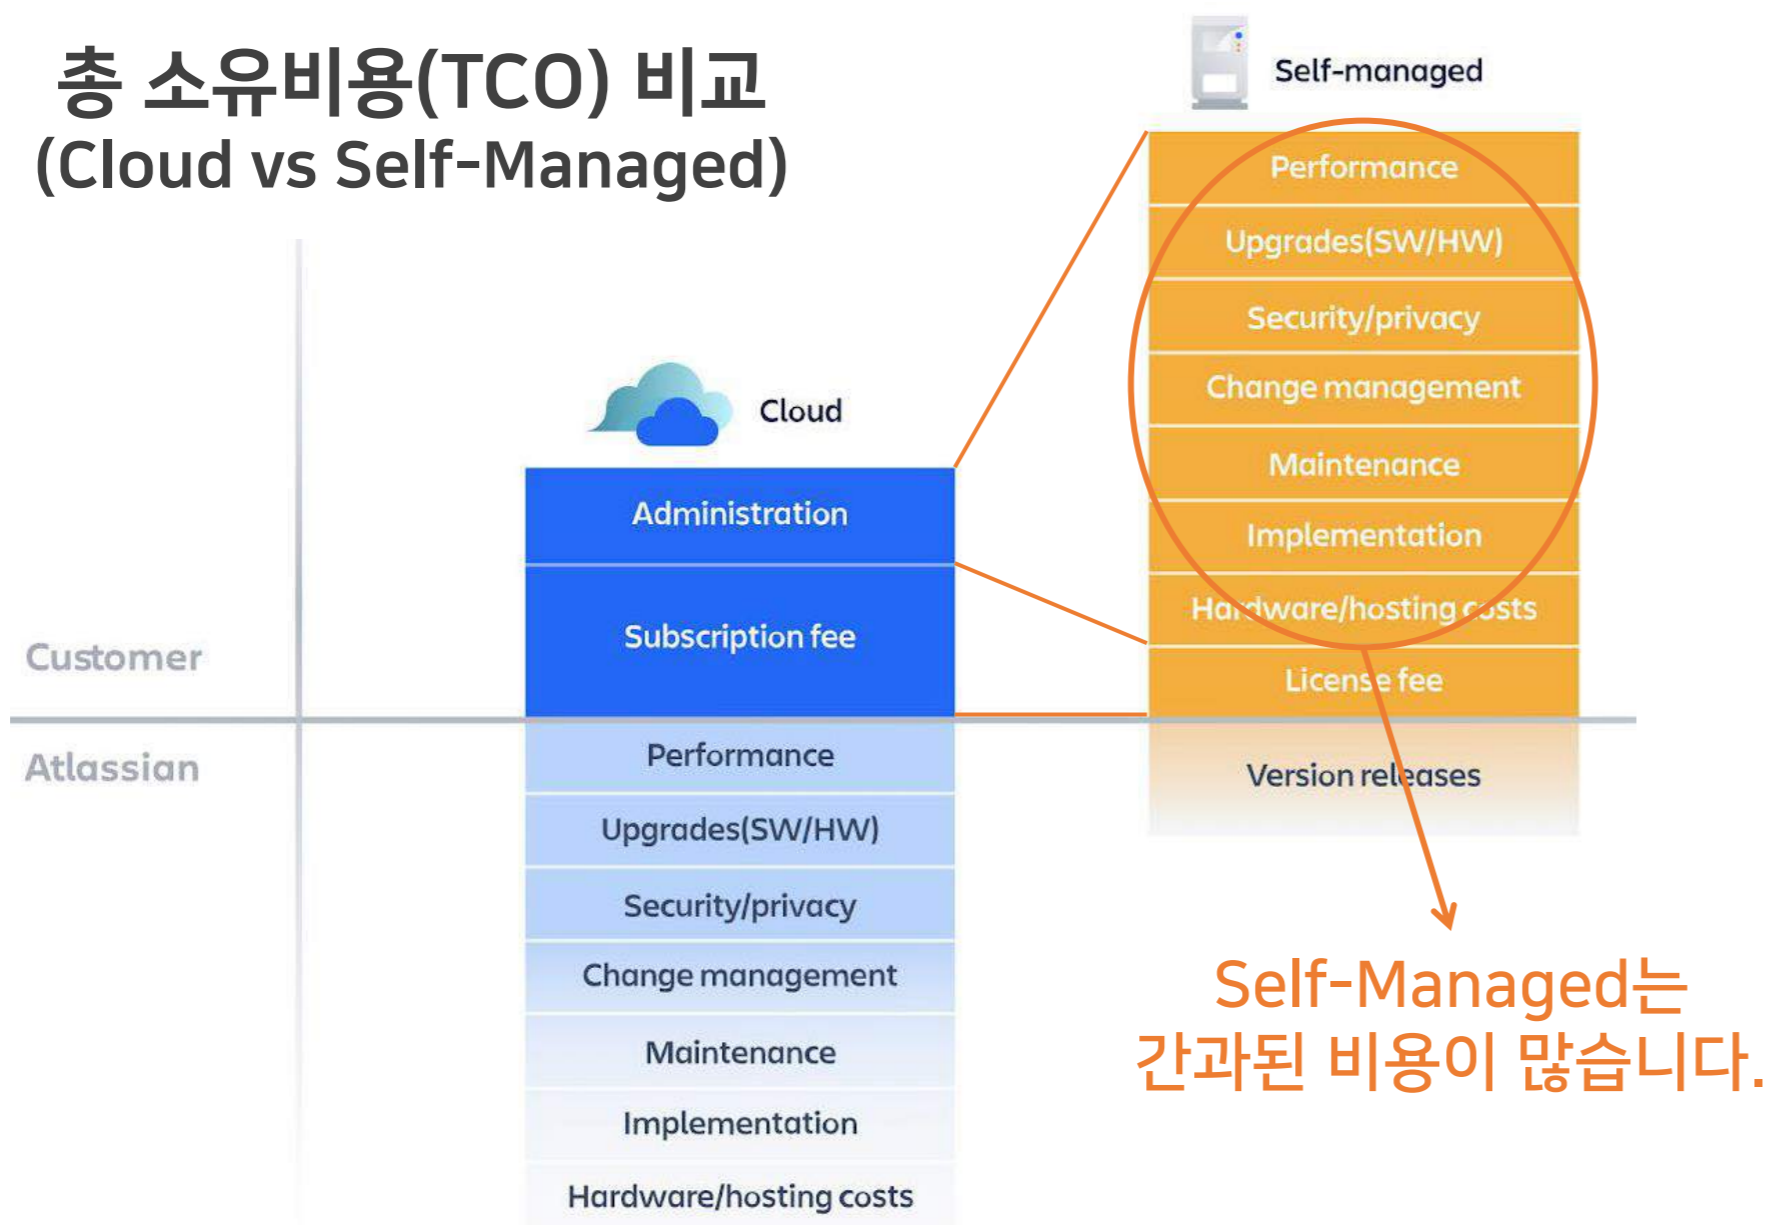 총 소유비용(TCO) 비교
(Cloud vs Self-Managed)
Self-managed
Performance
Upgrades(SW/HW)
Security/privacy
Change management
Maintenance
Implementation
Hardware/hosting costs
License fee
Version releases
Cloud
Administration
Subscription fee
Customer
Atlassian
Performance
Upgrades(SW/HW)
Security/privacy
Change management
Maintenance
Implementation
Hardware/hosting costs
Self-Managed는
간과된 비용이 많습니다.